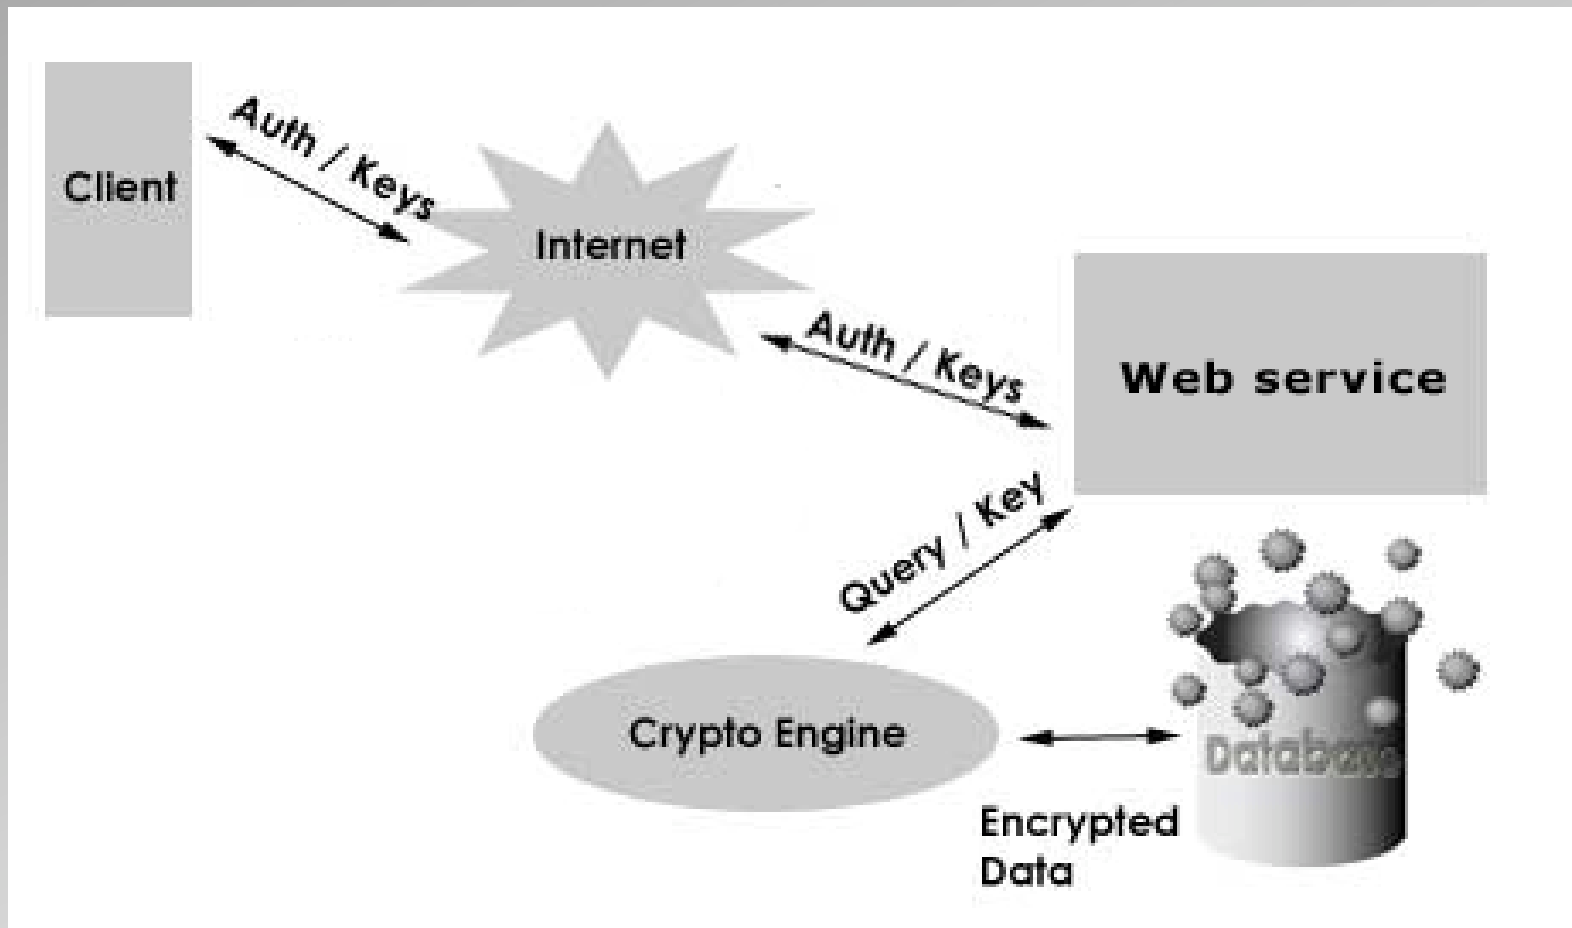 Client
Auth / Keys
Internet
Auth / Keys
Web service
Query / Key
Crypto Engine
Database
Encrypted
Data